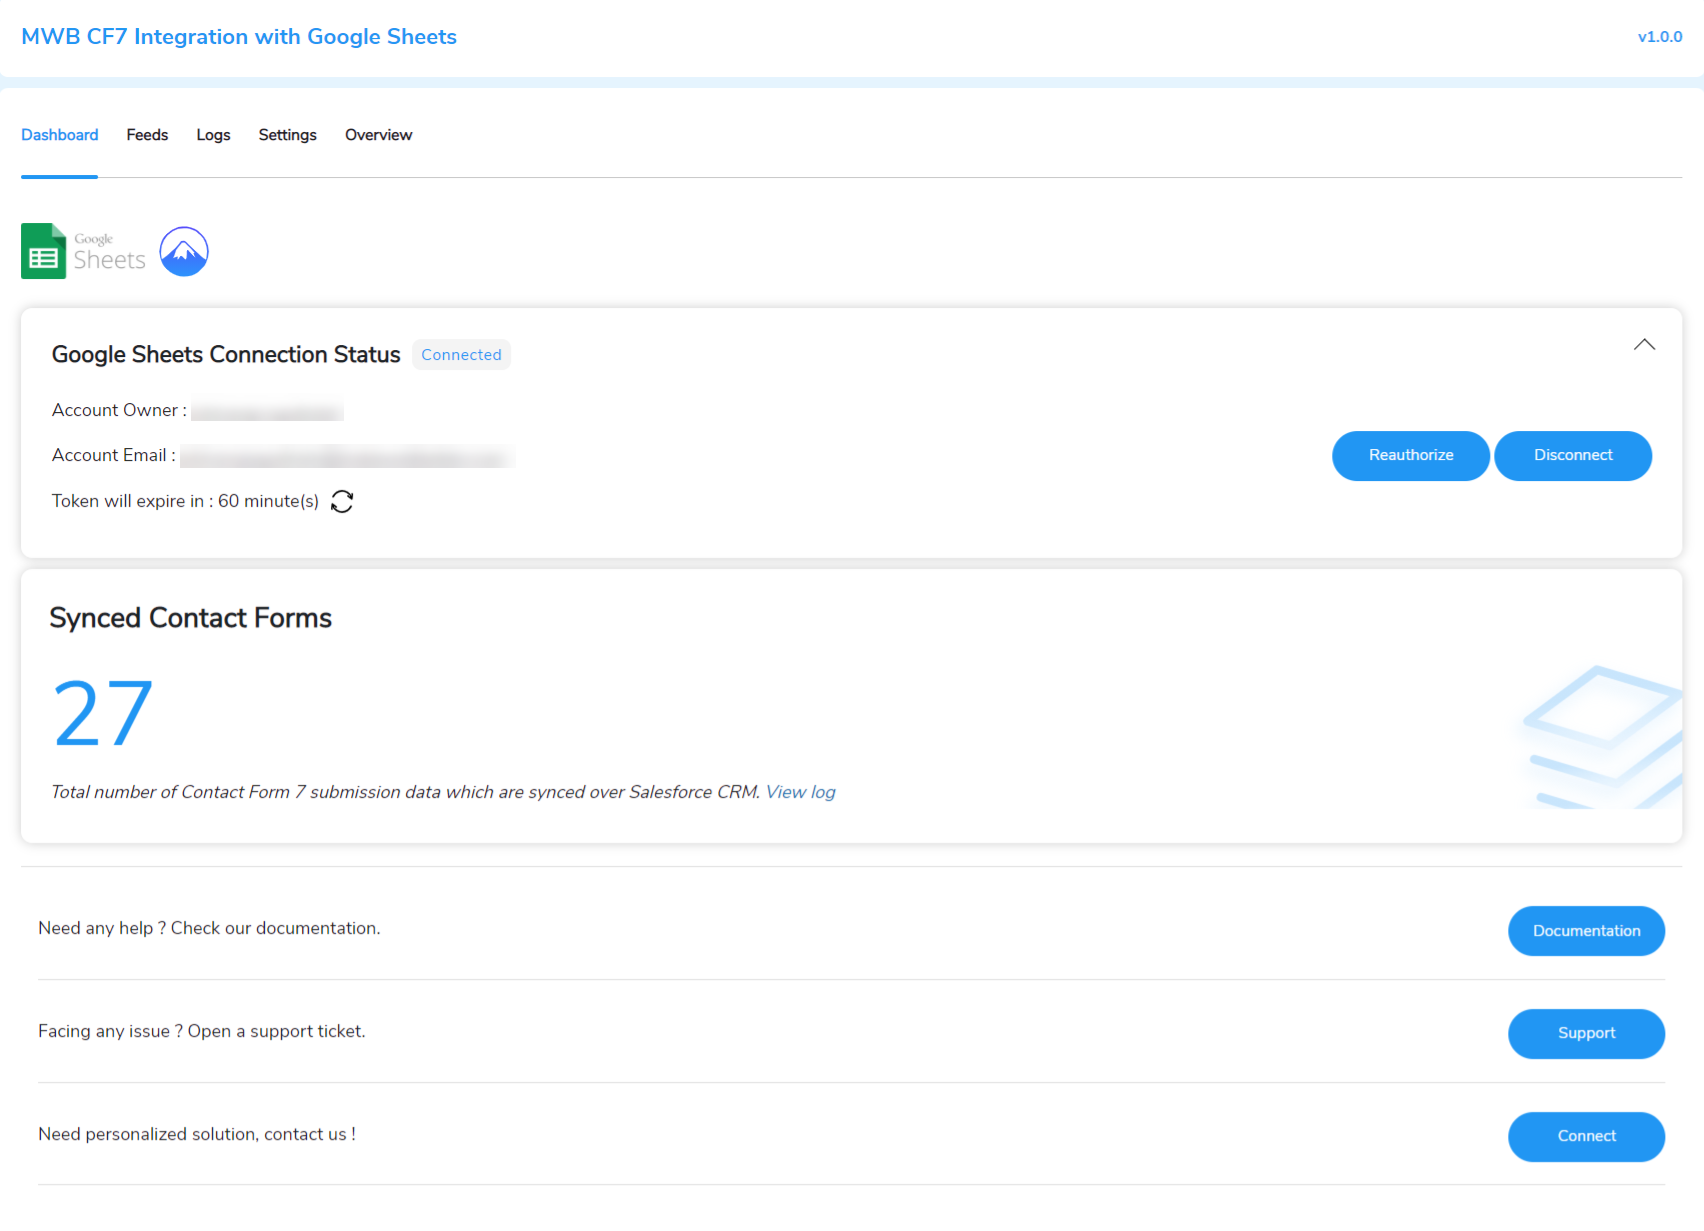 MWB CF7 Integration with Google Sheets
v1.0.0
Dashboard Feeds Logs Settings Overview
Google
Sheets
Google Sheets Connection Status Connected
Account Owner :
Account Email :
Token will expire in : 60 minute(s)
Reauthorize Disconnect
Synced Contact Forms
27
Total number of Contact Form 7 submission data which are synced over Salesforce CRM. View log
Need any help ? Check our documentation.
Documentation
Facing any issue ? Open a support ticket.
Support
Need personalized solution, contact us !
Connect